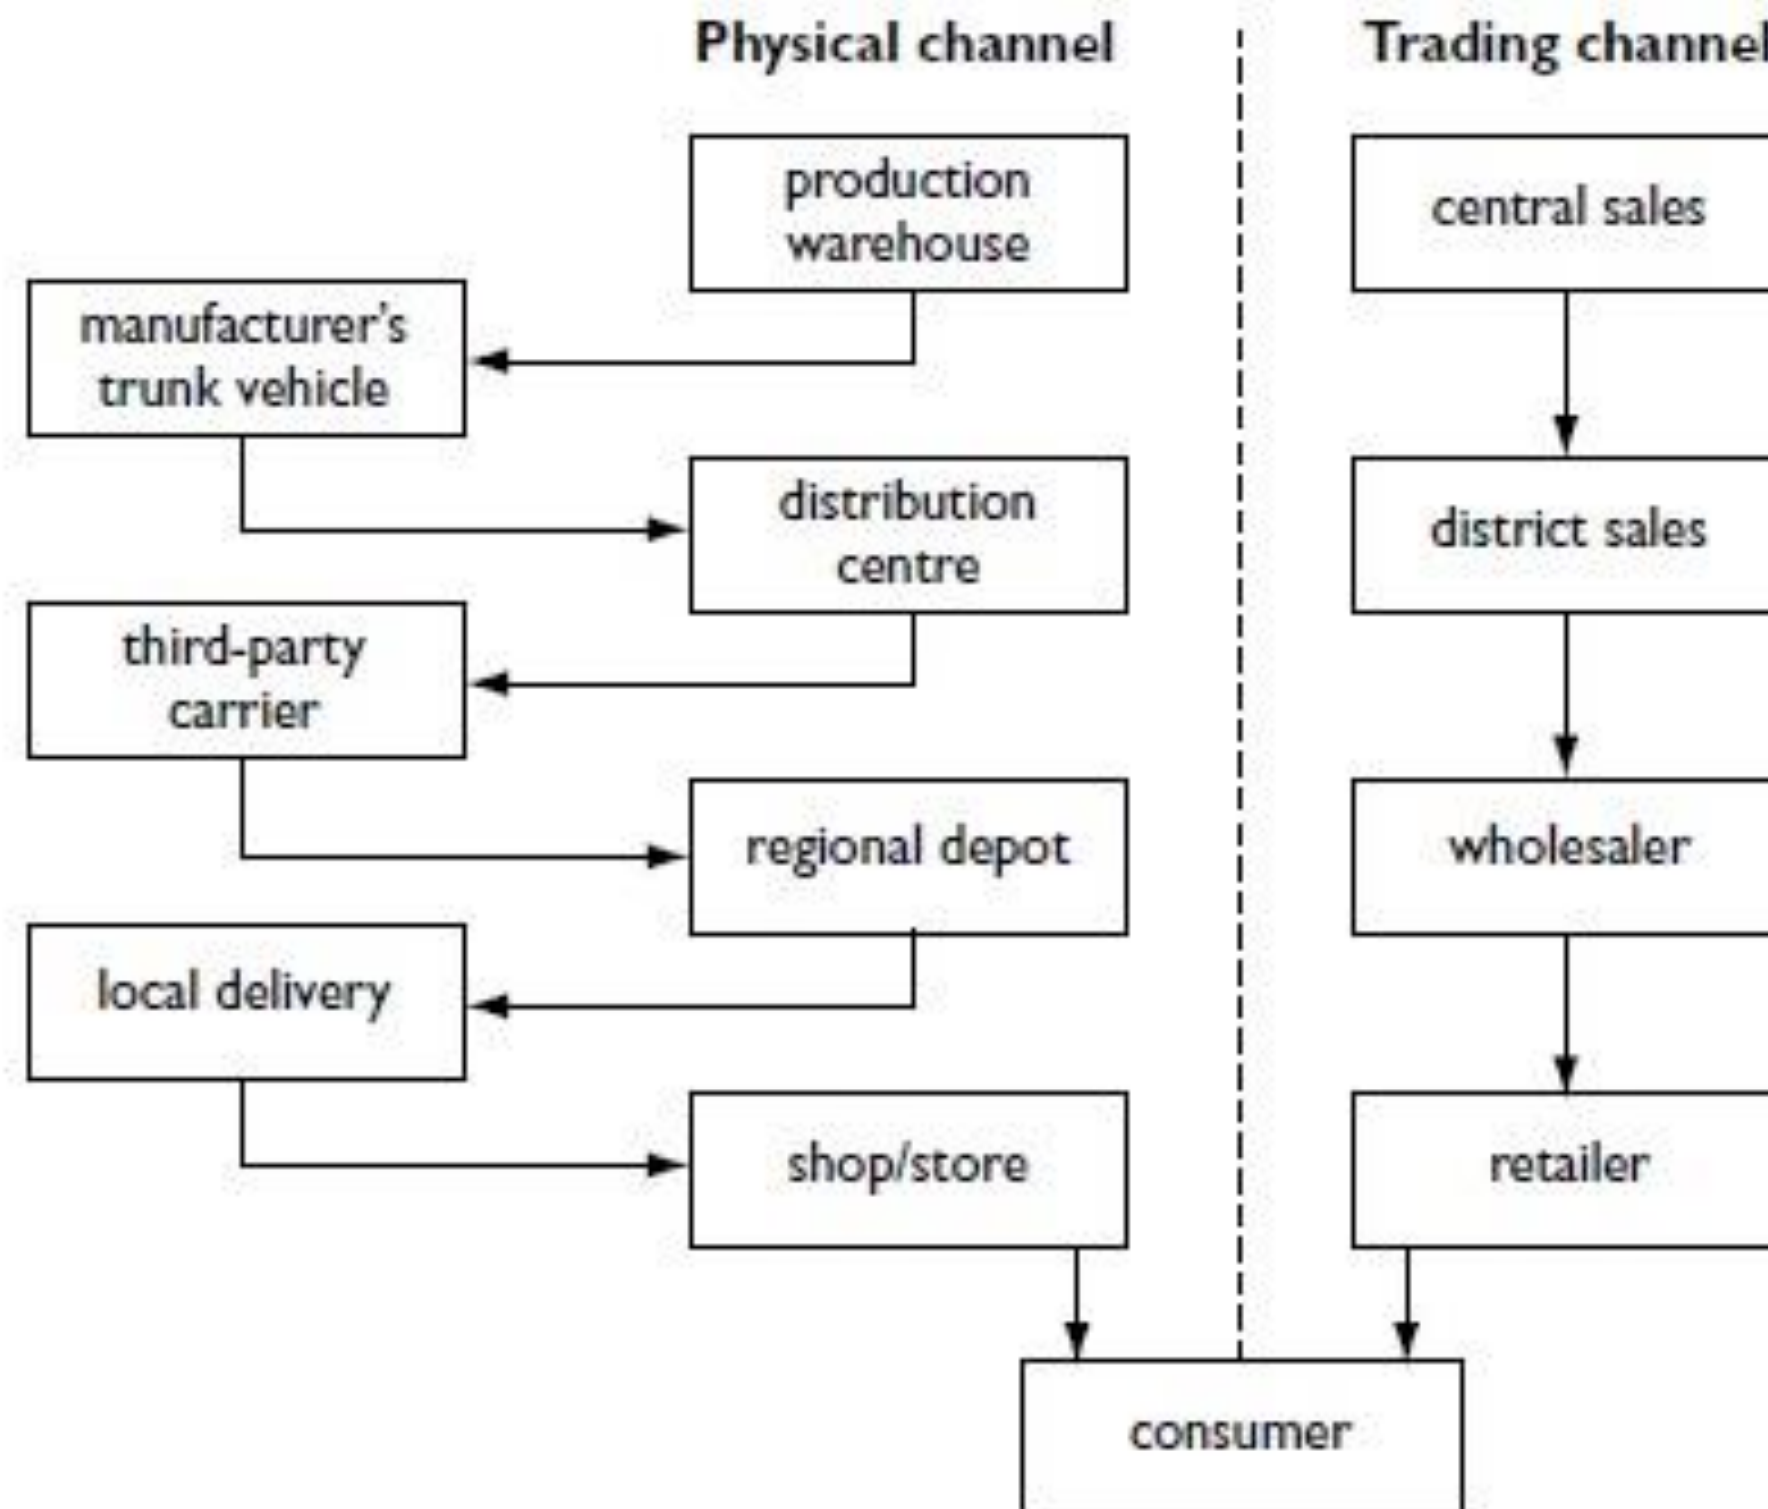 Physical channel
Trading channel
production
warehouse
central sales
manufacturer's
trunk vehicle
distribution
centre
district sales
third-party
carrier
regional depot
wholesaler
local delivery
shop/store
retailer
consumer